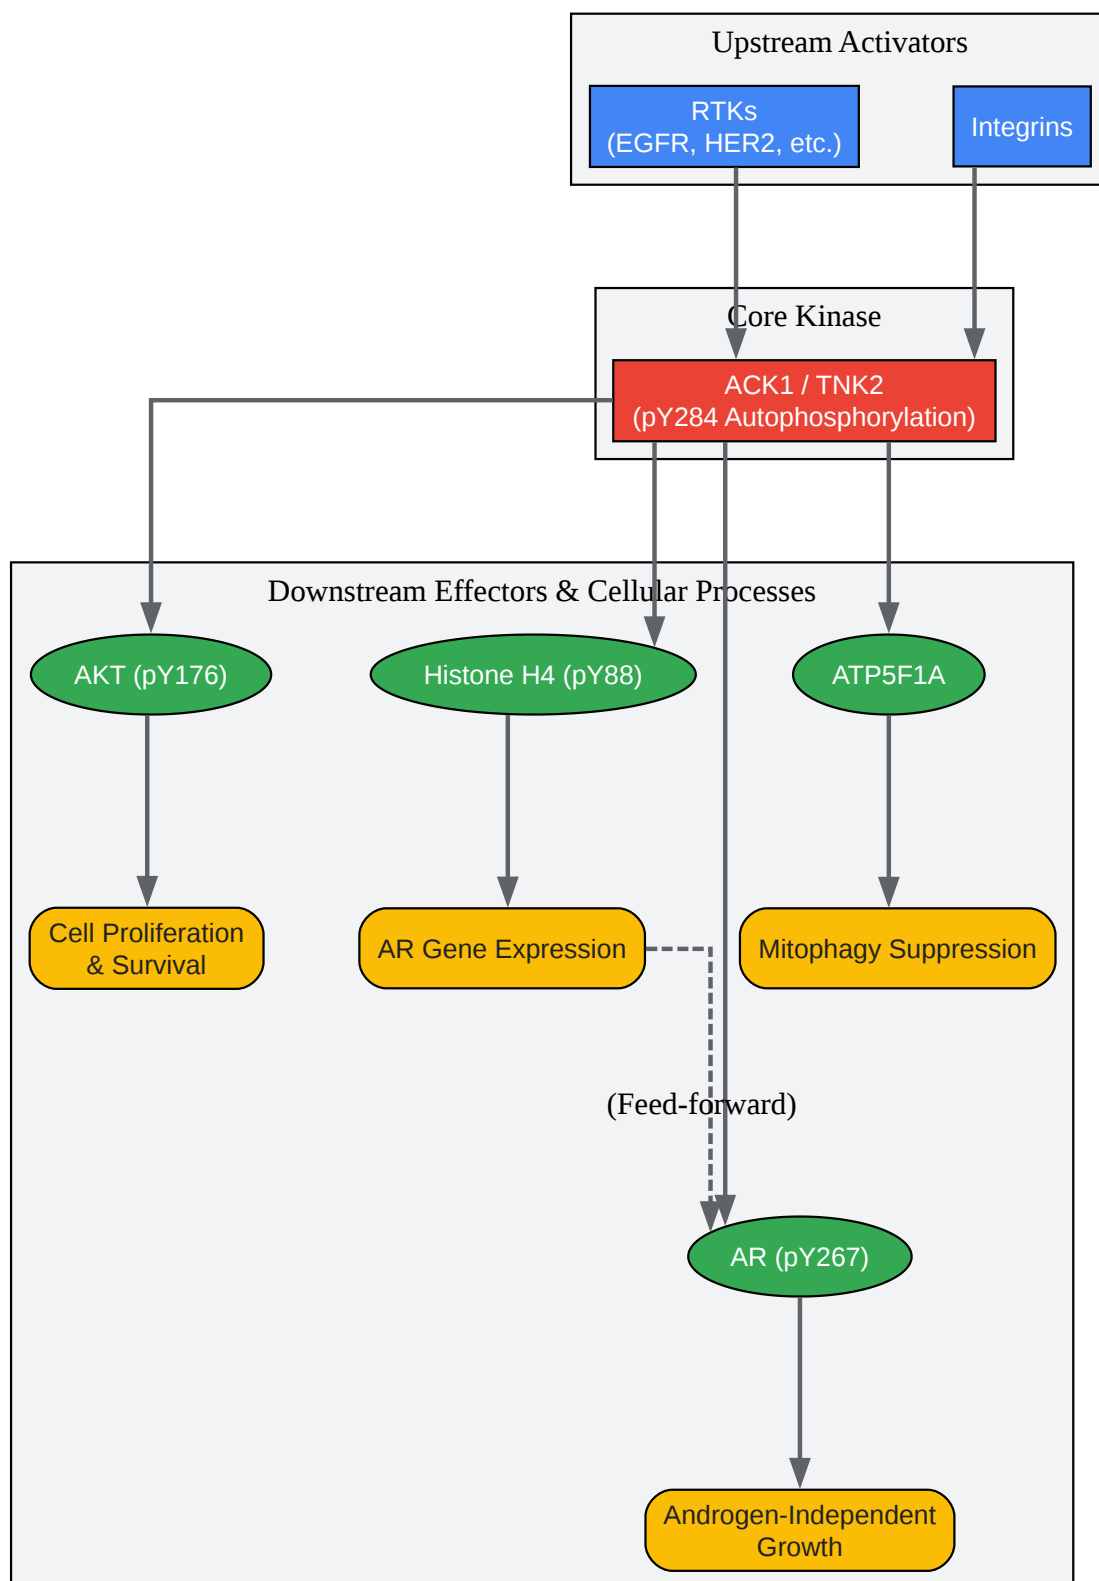 Upstream Activators
RTKs
(EGFR, HER2, etc.)
Integrins
Core Kinase
ACK1 / TNK2
(pY284 Autophosphorylation)
Downstream Effectors & Cellular Processes
AKT (pY176)
Histone H4 (pY88)
ATP5F1A
Cell Proliferation
& Survival
AR Gene Expression
Mitophagy Suppression
(Feed-forward)
AR (pY267)
Androgen-Independent
Growth